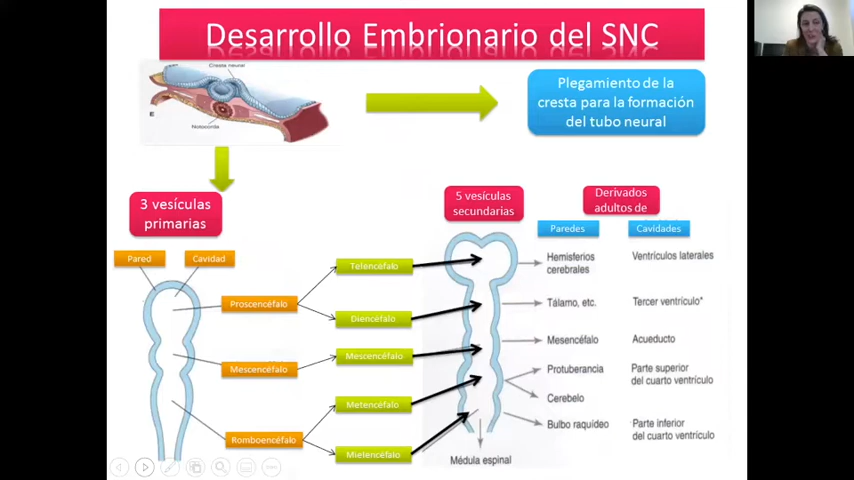 Desarrollo Embrionario del SNC
Cresta neural
E
Notocorda
Plegamiento de la
cresta para la formación
del tubo neural
3 vesículas
primarias
5 vesículas
secundarias
Derivados
adultos de
Paredes
Cavidades
Pared
Cavidad
Proscencéfalo
Mescencéfalo
Romboencéfalo
Telencéfalo
Diencéfalo
Mescencéfalo
Metencéfalo
Mielencéfalo
Hemisferios
cerebrales
Ventrículos laterales
Tálamo, etc.
Tercer ventrículo*
Mesencéfalo
Acueducto
Protuberancia
Parte superior
del cuarto ventrículo
Cerebelo
Bulbo raquídeo
Parte inferior
del cuarto ventrículo
Médula espinal